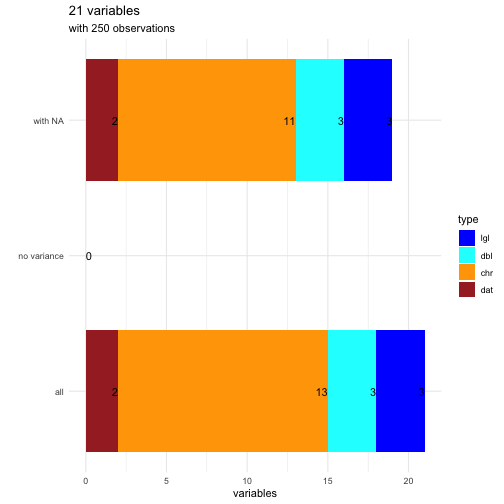 21 variables
with 250 observations
with NA
2
11
3
3
no variance
0
all
2
13
3
3
0
5
10
15
20
variables
type
lgl
dbl
chr
dat